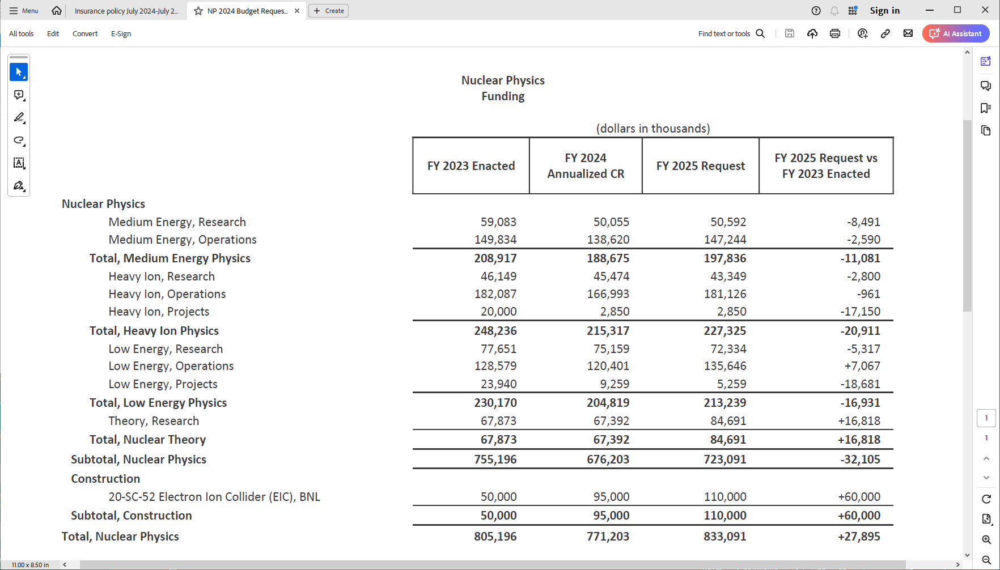 Menu
Insurance policy July 2024-July 2...
NP 2024 Budget Reques...
Create
Sign in
All tools
Edit
Convert
E-Sign
Find text or tools
AI Assistant
Nuclear Physics
Funding
(dollars in thousands)
FY 2023 Enacted FY 2024 Annualized CR FY 2025 Request FY 2025 Request vs FY 2023 Enacted
Nuclear Physics
Medium Energy, Research 59,083 50,055 50,592 -8,491
Medium Energy, Operations 149,834 138,620 147,244 -2,590
Total, Medium Energy Physics 208,917 188,675 197,836 -11,081
Heavy Ion, Research 46,149 45,474 43,349 -2,800
Heavy Ion, Operations 182,087 166,993 181,126 -961
Heavy Ion, Projects 20,000 2,850 2,850 -17,150
Total, Heavy Ion Physics 248,236 215,317 227,325 -20,911
Low Energy, Research 77,651 75,159 72,334 -5,317
Low Energy, Operations 128,579 120,401 135,646 +7,067
Low Energy, Projects 23,940 9,259 5,259 -18,681
Total, Low Energy Physics 230,170 204,819 213,239 -16,931
Theory, Research 67,873 67,392 84,691 +16,818
Total, Nuclear Theory 67,873 67,392 84,691 +16,818
Subtotal, Nuclear Physics 755,196 676,203 723,091 -32,105
Construction
20-SC-52 Electron Ion Collider (EIC), BNL 50,000 95,000 110,000 +60,000
Subtotal, Construction 50,000 95,000 110,000 +60,000
Total, Nuclear Physics 805,196 771,203 833,091 +27,895
1
1
11.00 x 8.50 in